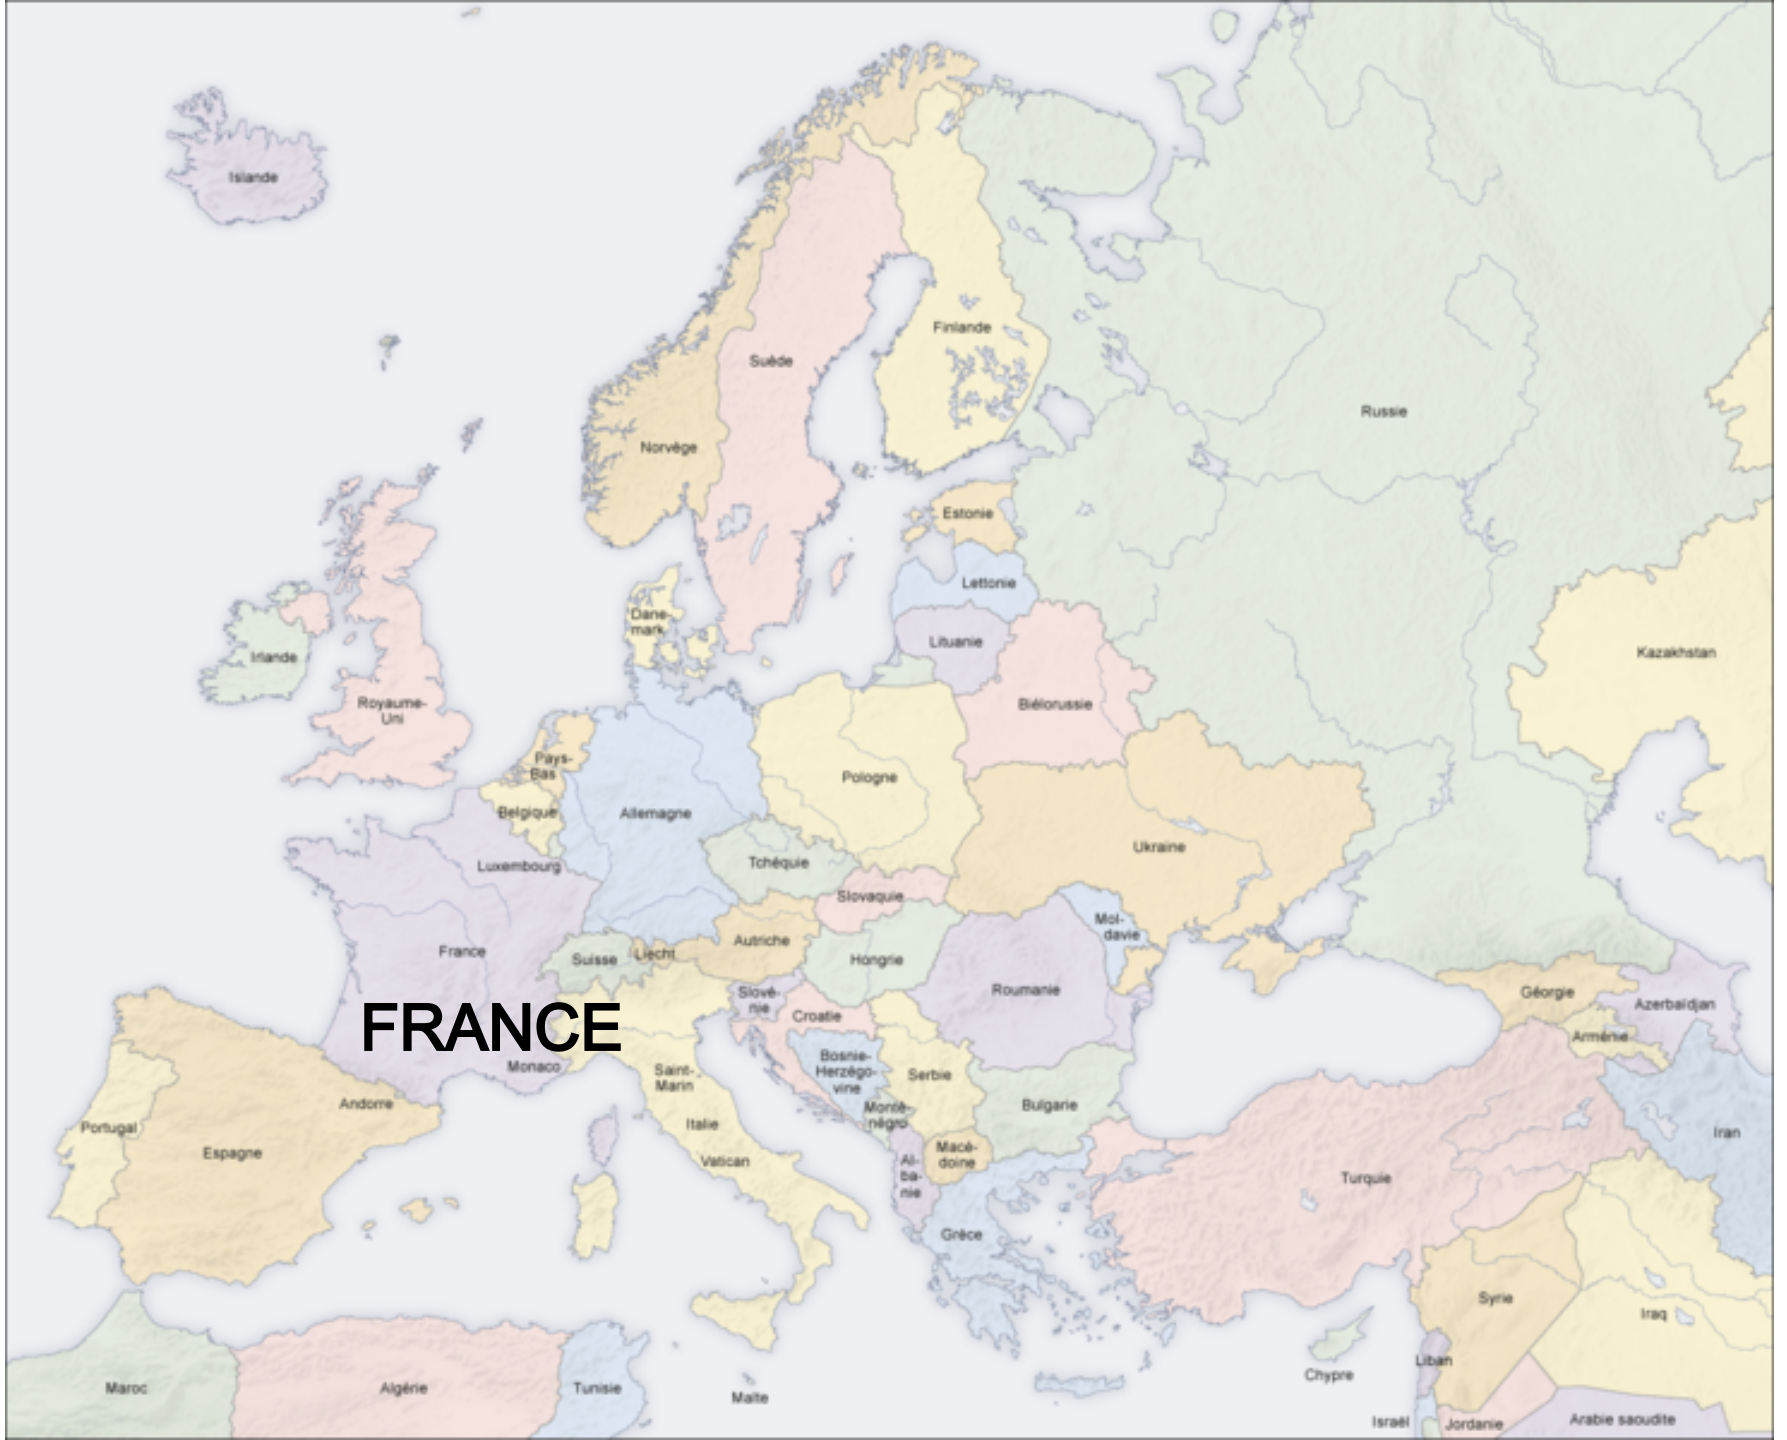 Islande
Finlande
Suède
Russie
Norvège
Estonie
Lettonie
Dane-
mark
Lituanie
Irlande
Kazakhstan
Royaume-
Uni
Biélorussie
Pays-
Bas
Pologne
Belgique
Allemagne
Ukraine
Luxembourg
Tchéquie
Slovaquie
Mol-
davie
France
Suisse
Liecht
Autriche
Hongrie
Roumanie
Slové-
nie
Géorgie
Azerbaïdjan
Croatie
FRANCE
Arménie
Monaco
Saint-
Marin
Bosnie-
Herzégo-
vine
Serbie
Andorre
Monté-
négro
Bulgarie
Portugal
Espagne
Italie
Vatican
Al-
ba-
nie
Macé-
doine
Iran
Turquie
Grèce
Syrie
Iraq
Liban
Chypre
Maroc
Algérie
Tunisie
Malte
Israël
Jordanie
Arabie saoudite